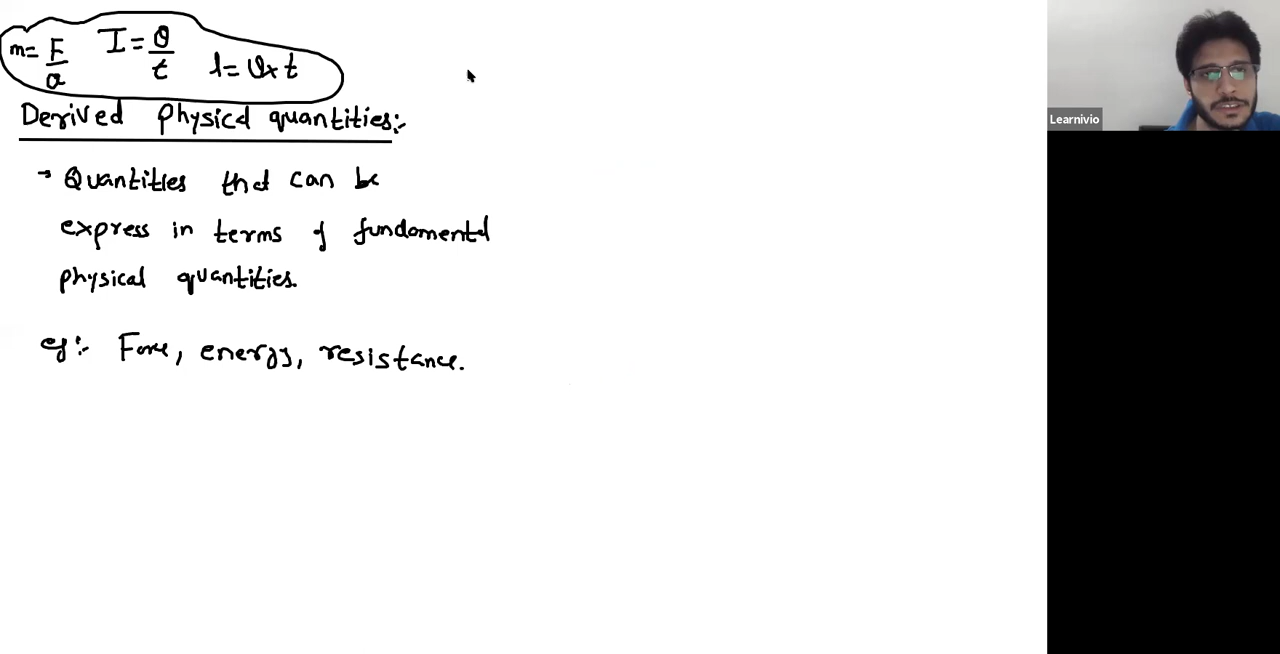 m = F/a I = Q/t l = v x t
Derived Physical quantities:-
→ Quantities that can be
express in terms of fundamental
physical quantities.
eg:- Force, energy, resistance.
Learnivio